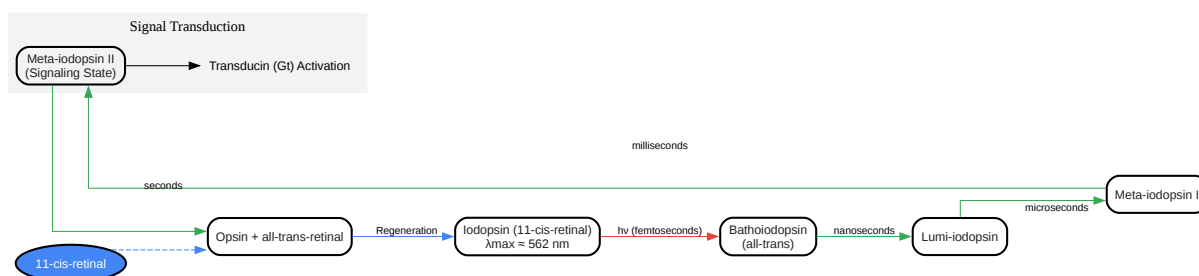 Signal Transduction
Meta-iodopsin II
(Signaling State)
Transducin (Gt) Activation
milliseconds
seconds
Meta-iodopsin I
microseconds
Opsin + all-trans-retinal
Regeneration
Iodopsin (11-cis-retinal)
λmax ≈ 562 nm
hν (femtoseconds)
Bathoiodopsin
(all-trans)
nanoseconds
Lumi-iodopsin
11-cis-retinal